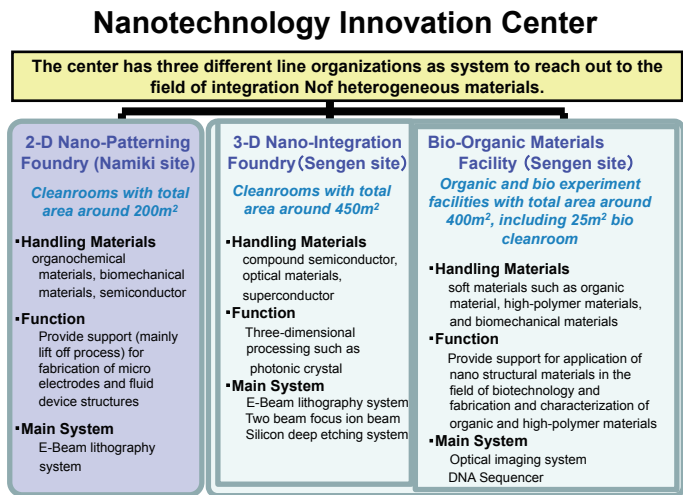 Nanotechnology Innovation Center
The center has three different line organizations as system to reach out to the
field of integration Nof heterogeneous materials.
2-D Nano-Patterning
Foundry (Namiki site)
Cleanrooms with total
area around 200m²
▪Handling Materials
organochemical
materials, biomechanical
materials, semiconductor
▪Function
Provide support (mainly
lift off process) for
fabrication of micro
electrodes and fluid
device structures
▪Main System
E-Beam lithography
system
3-D Nano-Integration
Foundry(Sengen site)
Cleanrooms with total
area around 450m²
▪Handling Materials
compound semiconductor,
optical materials,
superconductor
▪Function
Three-dimensional
processing such as
photonic crystal
▪Main System
E-Beam lithography system
Two beam focus ion beam
Silicon deep etching system
Bio-Organic Materials
Facility (Sengen site)
Organic and bio experiment
facilities with total area around
400m², including 25m² bio
cleanroom
▪Handling Materials
soft materials such as organic
material, high-polymer materials,
and biomechanical materials
▪Function
Provide support for application of
nano structural materials in the
field of biotechnology and
fabrication and characterization of
organic and high-polymer materials
▪Main System
Optical imaging system
DNA Sequencer